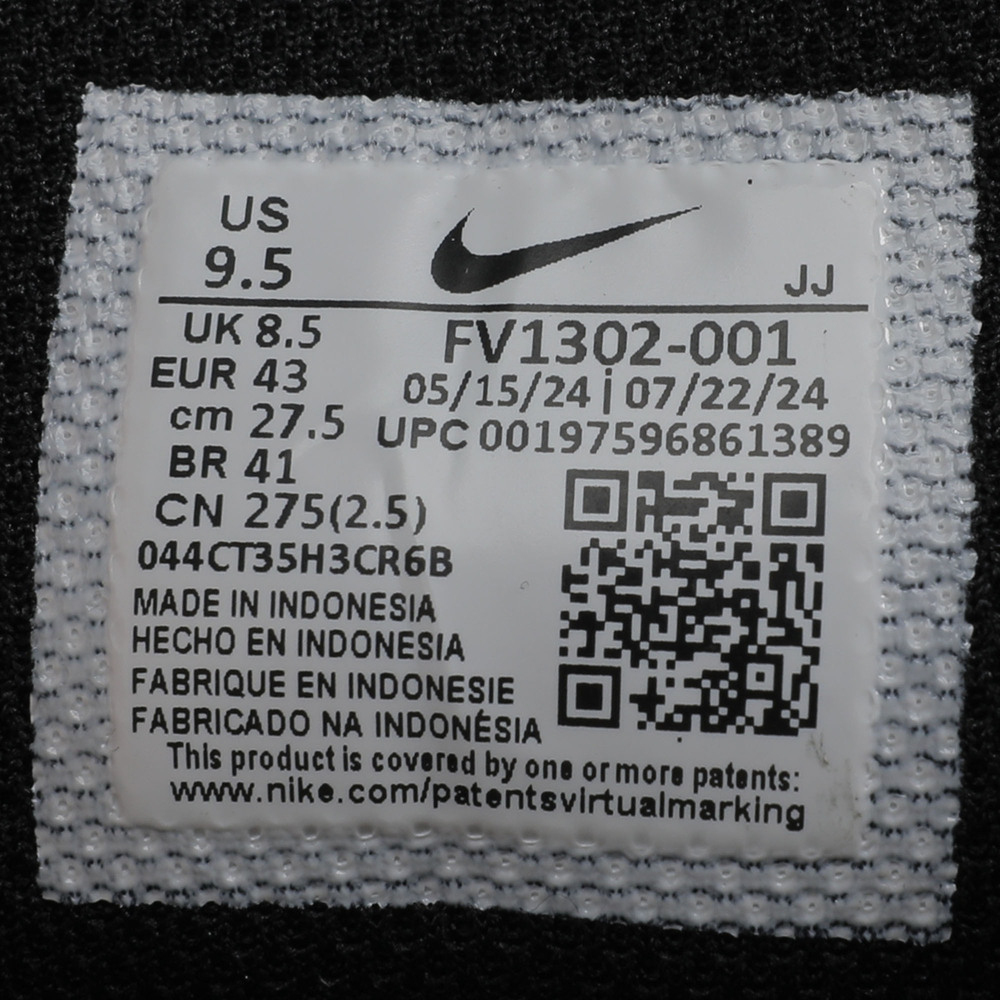 US
9.5
JJ
UK 8.5
EUR 43
cm 27.5
BR 41
CN 275(2.5)
FV1302-001
05/15/24 | 07/22/24
UPC 00197596861389
044CT35H3CR6B
MADE IN INDONESIA
HECHO EN INDONESIA
FABRIQUE EN INDONESIE
FABRICADO NA INDONÉSIA
This product is covered by one or more patents:
www.nike.com/patentsvirtualmarking